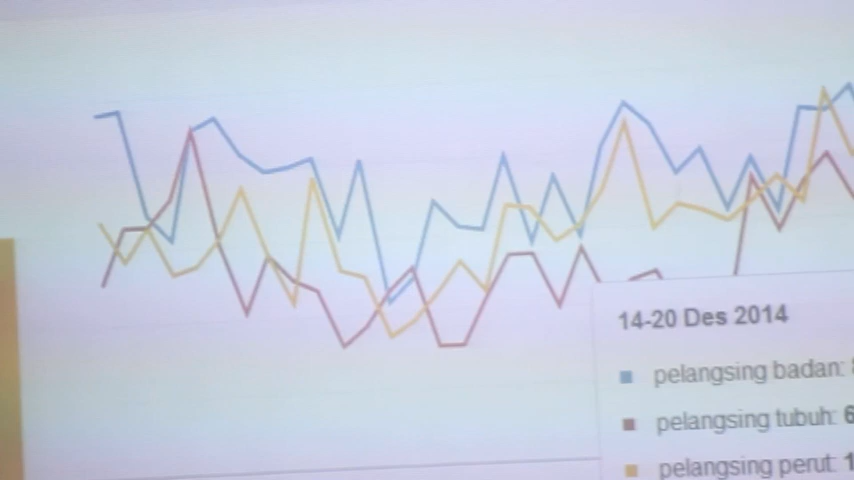 14-20 Des 2014
pelangsing badan:
pelangsing tubuh: 6
pelangsing perut: 1